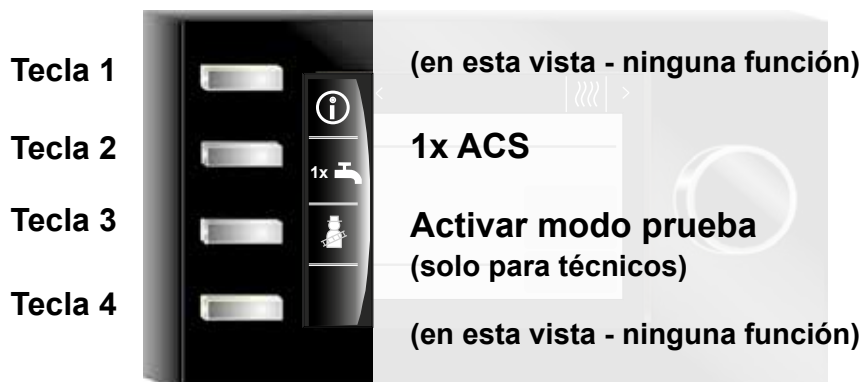 Tecla 1
(en esta vista - ninguna función)
Tecla 2
1x
1x ACS
Tecla 3
Activar modo prueba
(solo para técnicos)
Tecla 4
(en esta vista - ninguna función)